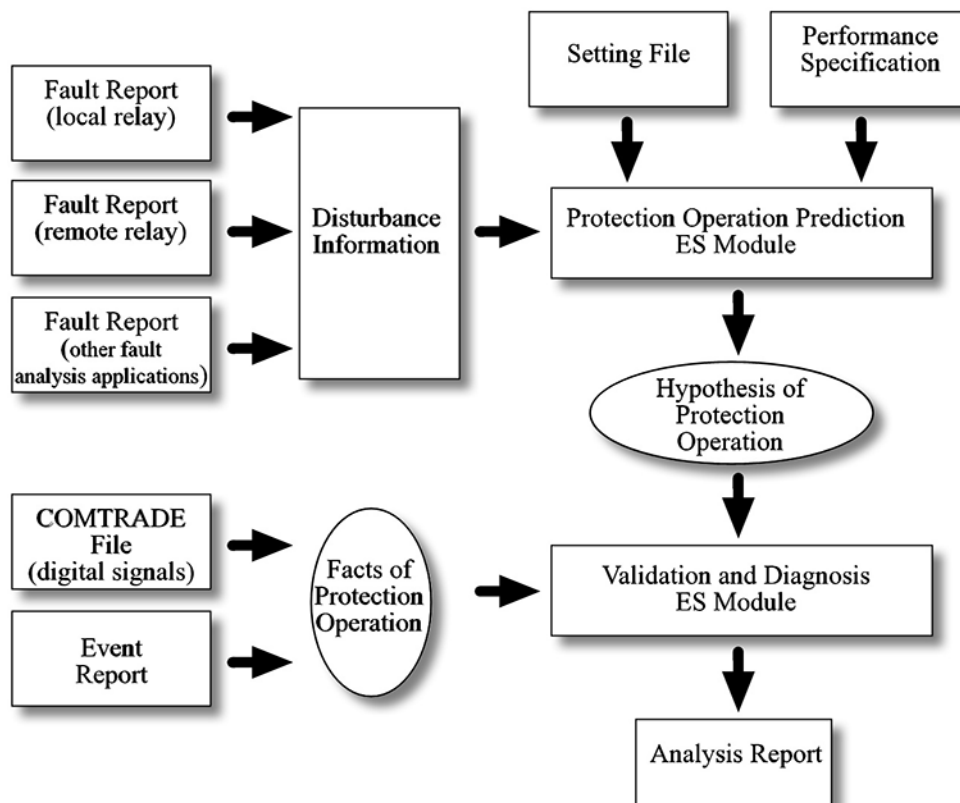 Setting File
Performance
Specification
Fault Report
(local relay)
Fault Report
(remote relay)
Fault Report
(other fault
analysis applications)
Disturbance
Information
Protection Operation Prediction
ES Module
Hypothesis of
Protection
Operation
COMTRADE
File
(digital signals)
Event
Report
Facts of
Protection
Operation
Validation and Diagnosis
ES Module
Analysis Report